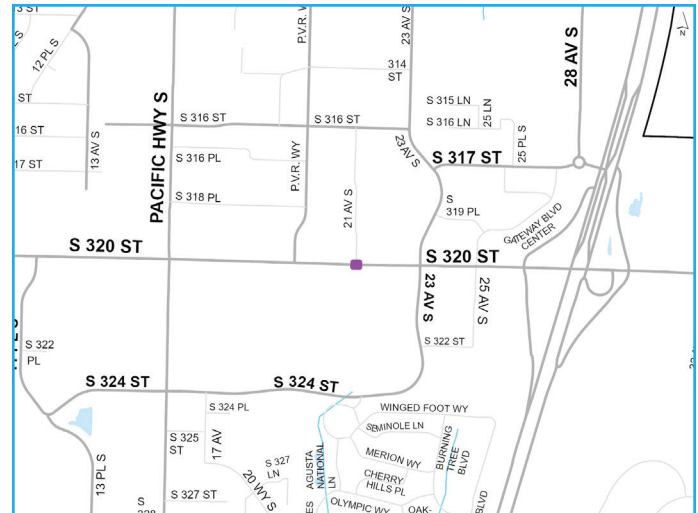 3 ST
12 PL S
P.V.R. W
23 AV S
28 AV S
314
ST
ST
S 315 LN
S 316 LN
25 LN
25 PL S
16 ST
13 AV S
PACIFIC HWY S
S 316 ST
S 316 ST
23 AV S
S 317 ST
17 ST
S 316 PL
P.V.R. WY
S 318 PL
21 AV S
S
319 PL
GATEWAY BLVD
CENTER
S 320 ST
S 320 ST
23 AV S
25 AV S
S 322
PL
S 322 ST
S 324 ST
S 324 ST
S 324 PL
WINGED FOOT WY
SEMINOLE LN
S 325
ST
17 AV
MERION WY
BURNING
TREE
BLVD
S 327
LN
AGUSTA
NATIONAL
LN
CHERRY
HILLS PL
13 PL S
20 WY S
S 327 ST
S
ES
OLYMPIC WY
OAK-
BLVD